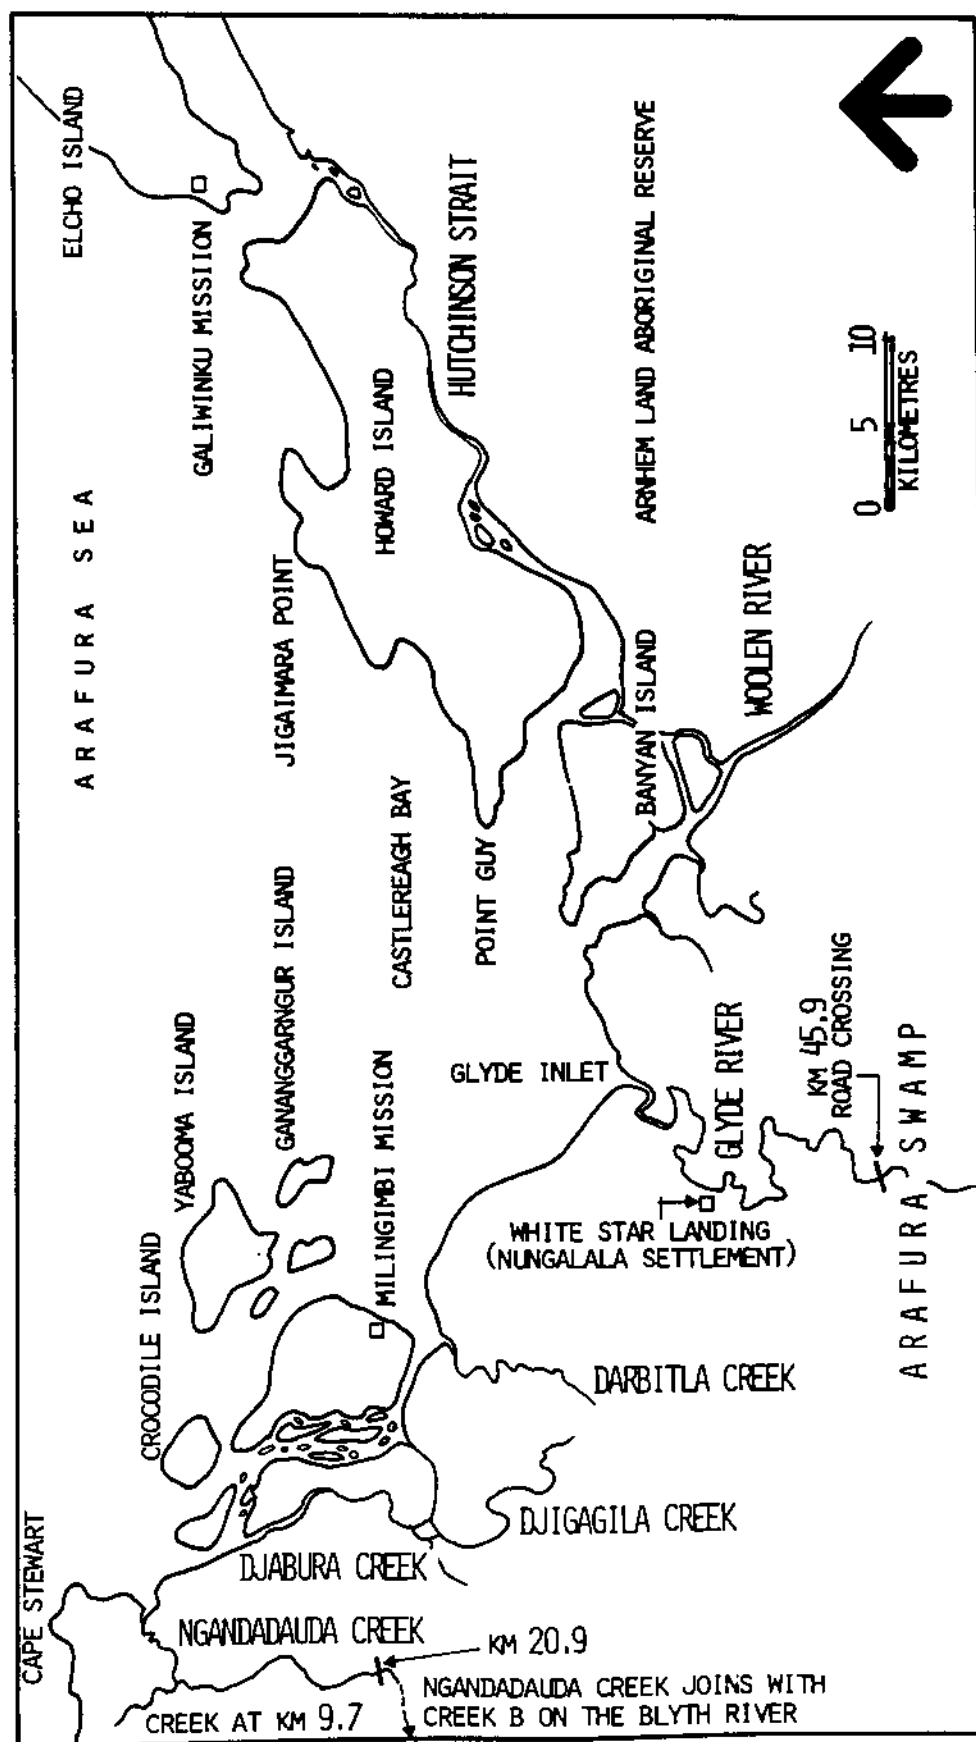 ELCHO ISLAND
GALIWINKU MISSIION
ARAFURA SEA
HUTCHINSON STRAIT
ARNHEM LAND ABORIGINAL RESERVE
HOWARD ISLAND
JIGAIMARA POINT
0 5 10
KILOMETRES
WOOLEN RIVER
BANYAN ISLAND
CASTLEREAGH BAY
POINT GUY
GANANGGARNGUR ISLAND
YABOOMA ISLAND
CROCODILE ISLAND
MILINGIMBI MISSION
GLYDE INLET
GLYDE RIVER
KM 45.9
ROAD CROSSING
ARAFURA SWAMP
WHITE STAR LANDING
(NUNGALALA SETTLEMENT)
DARBITLA CREEK
DJIGAGILA CREEK
DJABURA CREEK
CAPE STEWART
NGANDADAUDA CREEK
KM 20.9
NGANDADAUDA CREEK JOINS WITH
CREEK B ON THE BLYTH RIVER
CREEK AT KM 9.7